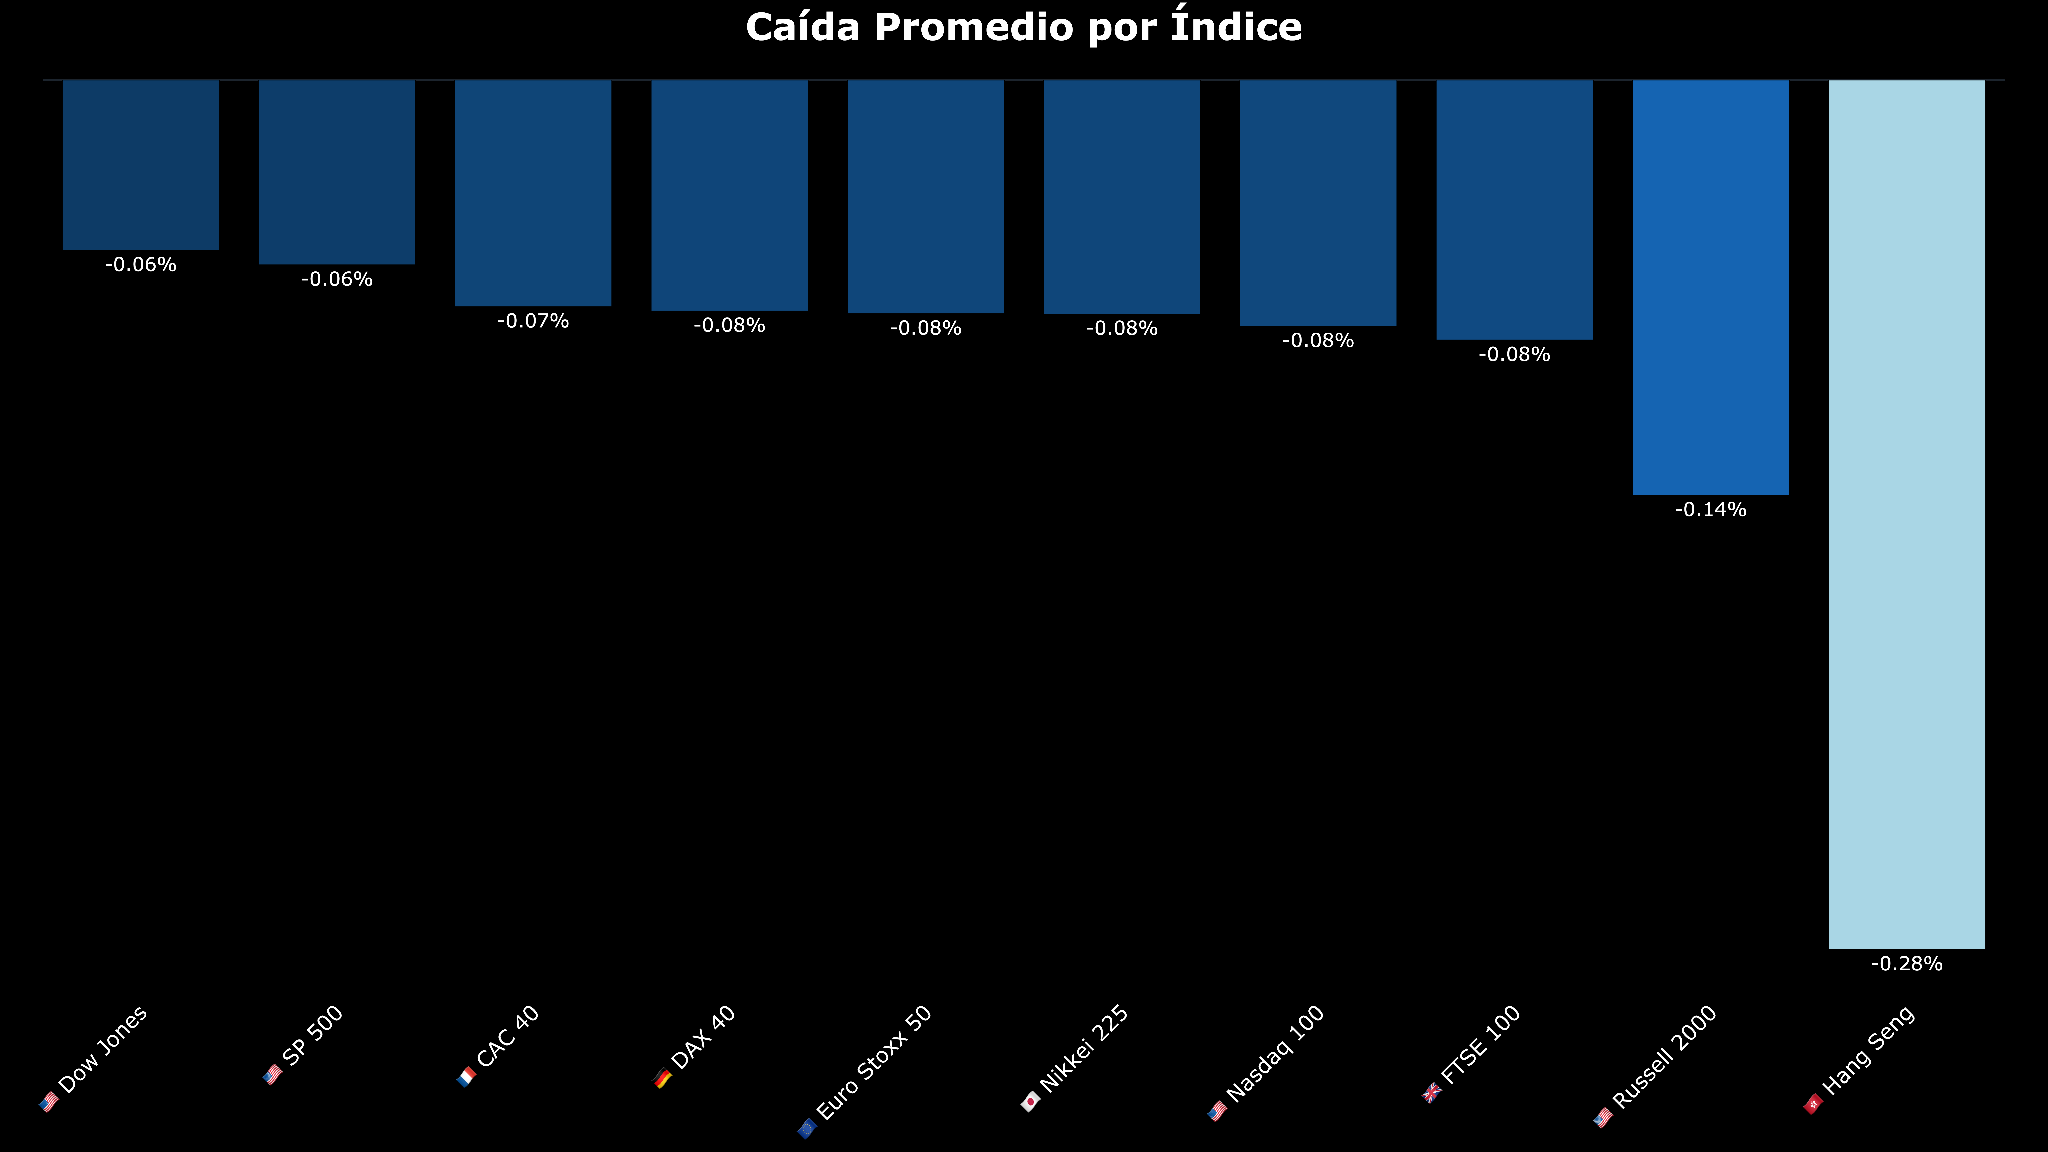 Caída Promedio por Índice
-0.06%
-0.06%
-0.07%
-0.08%
-0.08%
-0.08%
-0.08%
-0.08%
-0.14%
-0.28%
Dow Jones
SP 500
CAC 40
DAX 40
Euro Stoxx 50
Nikkei 225
Nasdaq 100
FTSE 100
Russell 2000
Hang Seng